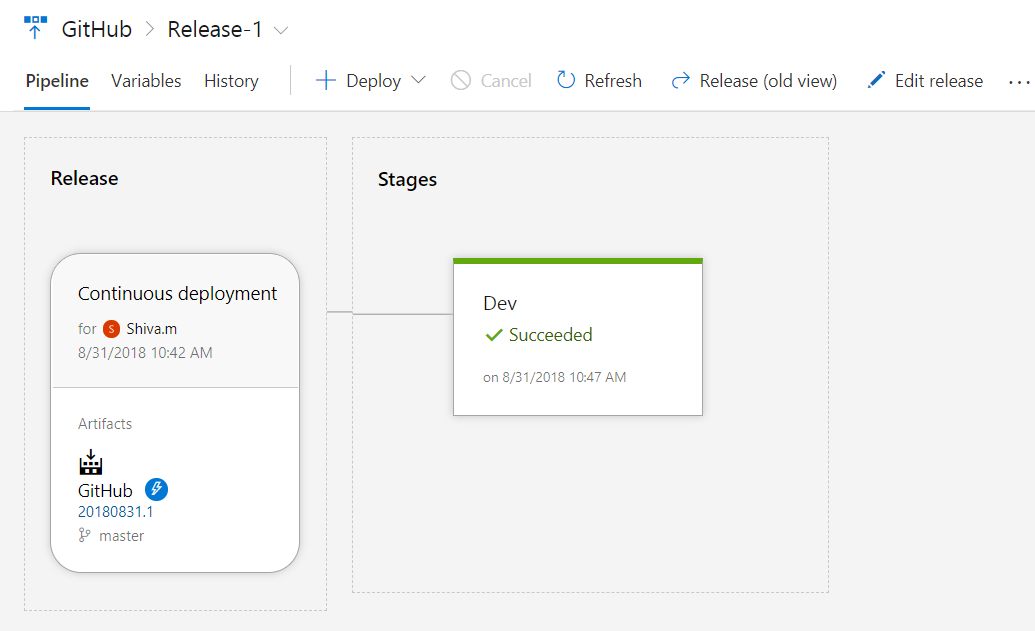 GitHub > Release-1
Pipeline Variables History Deploy Cancel Refresh Release (old view) Edit release ...
Release
Stages
Continuous deployment
for S Shiva.m
8/31/2018 10:42 AM
Dev
Succeeded
on 8/31/2018 10:47 AM
Artifacts
GitHub
20180831.1
master